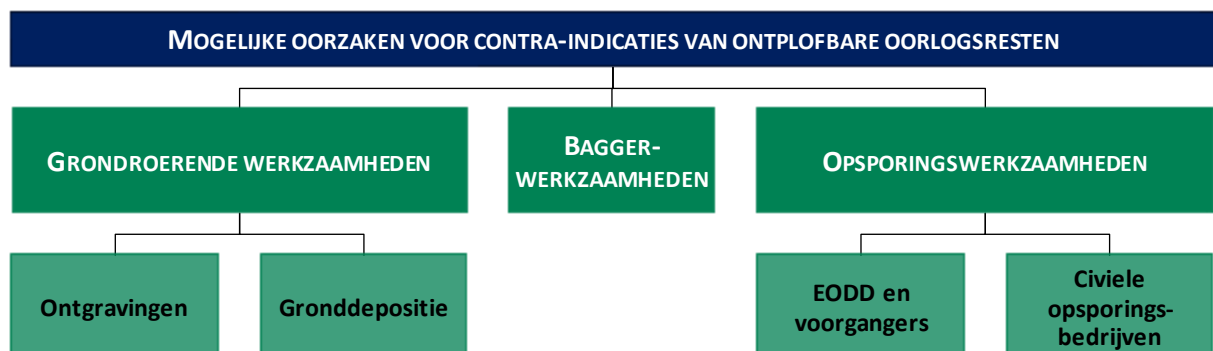 MOGELIJKE OORZAKEN VOOR CONTRA-INDICATIES VAN ONTPLOFBARE OORLOGSRESTEN
GRONDROERENDE WERKZAAMHEDEN
BAGGER-
WERKZAAMHEDEN
OPSPORINGSWERKZAAMHEDEN
Ontgravingen
Gronddepositie
EODD en
voorgangers
Civiele
opsporings-
bedrijven